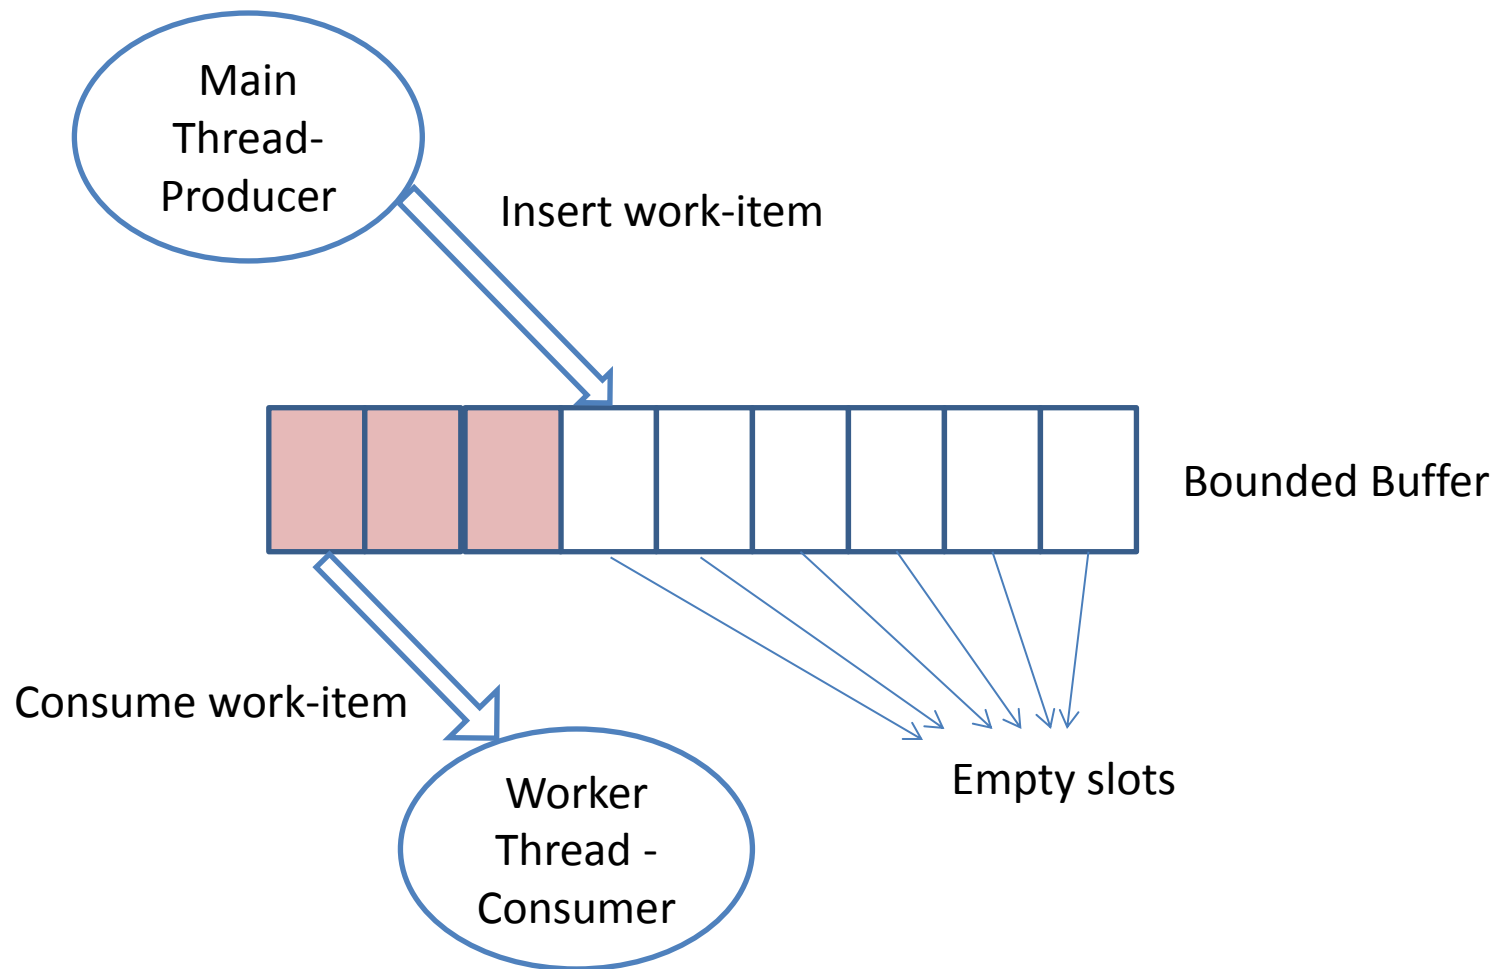 Main
Thread-
Producer
Insert work-item
Bounded Buffer
Consume work-item
Empty slots
Worker
Thread -
Consumer